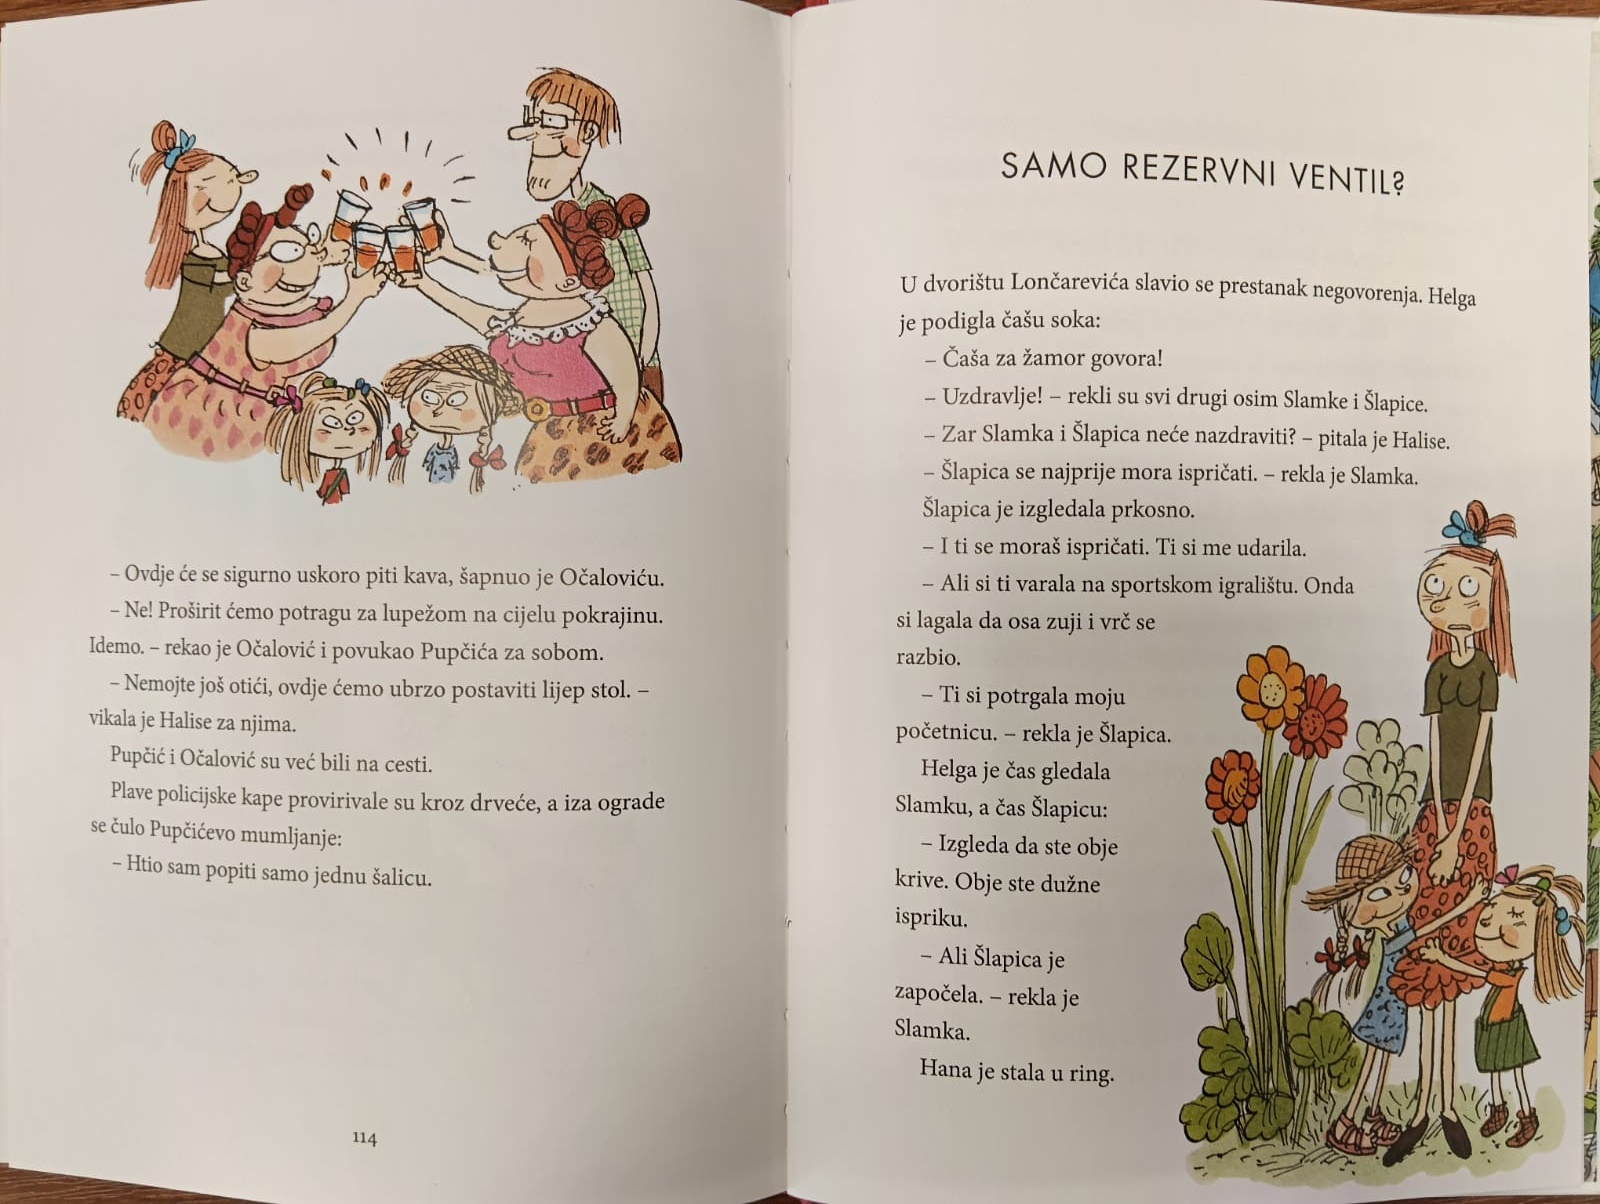 – Ovdje će se sigurno uskoro piti kava, šapnuo je Očaloviću.
– Ne! Proširit ćemo potragu za lupežom na cijelu pokrajinu.
Idemo. – rekao je Očalović i povukao Pupčića za sobom.
– Nemojte još otići, ovdje ćemo ubrzo postaviti lijep stol. –
vikala je Halise za njima.
Pupčić i Očalović su već bili na cesti.
Plave policijske kape provirivale su kroz drveće, a iza ograde
se čulo Pupčićevo mumljanje:
– Htio sam popiti samo jednu šalicu.
114
SAMO REZERVNI VENTIL?
U dvorištu Lončarevića slavio se prestanak negovorenja. Helga
je podigla čašu soka:
– Čaša za žamor govora!
– Uzdravlje! – rekli su svi drugi osim Slamke i Šlapice.
– Zar Slamka i Šlapica neće nazdraviti? – pitala je Halise.
– Šlapica se najprije mora ispričati. – rekla je Slamka.
Šlapica je izgledala prkosno.
– I ti se moraš ispričati. Ti si me udarila.
– Ali si ti varala na sportskom igralištu. Onda
si lagala da osa zuji i vrč se
razbio.
– Ti si potrgala moju
početnicu. – rekla je Šlapica.
Helga je čas gledala
Slamku, a čas Šlapicu:
– Izgleda da ste obje
krive. Obje ste dužne
ispriku.
– Ali Šlapica je
započela. – rekla je
Slamka.
Hana je stala u ring.